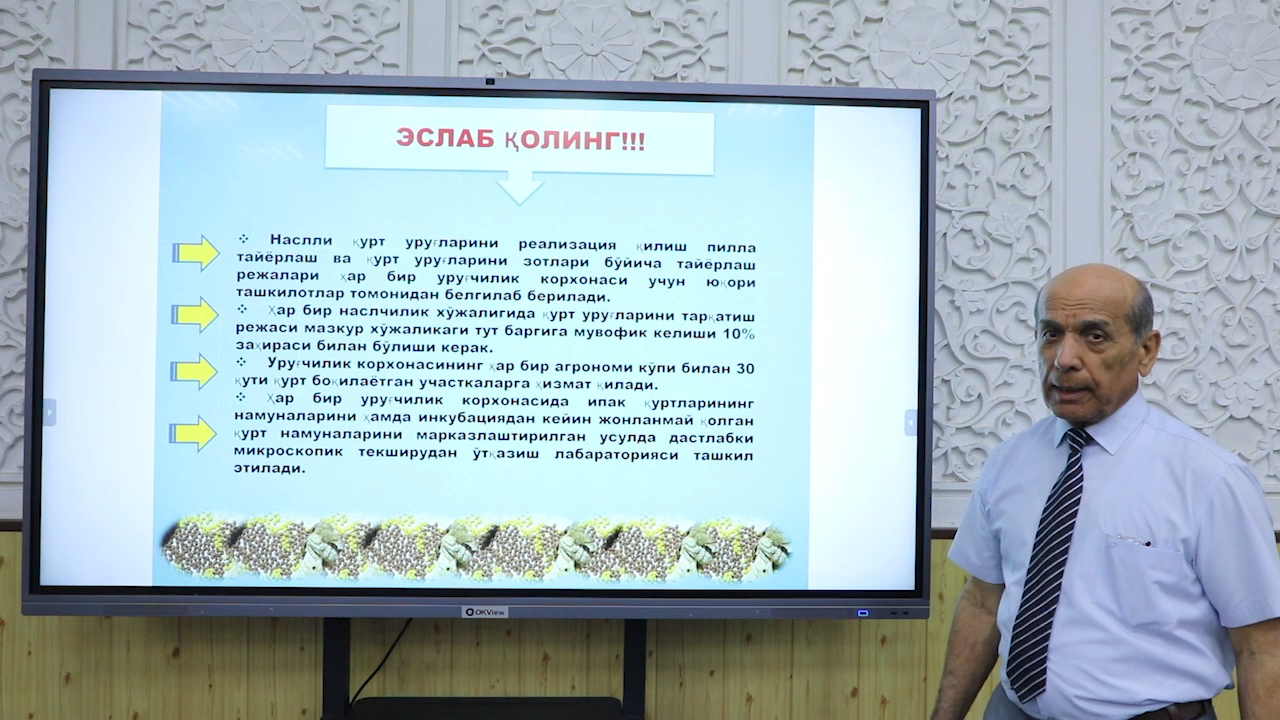 ЭСЛАБ ҚОЛИНГ!!!
❖ Наслли қурт уруғларини реализация қилиш пилла
тайёрлаш ва қурт уруғларини зотлари бўйича тайёрлаш
режалари ҳар бир уруғчилик корхонаси учун юқори
ташкилотлар томонидан белгилаб берилади.
❖ Ҳар бир наслчилик хўжалигида қурт уруғларини тарқатиш
режаси мазкур хўжаликаги тут баргига мувофик келиши 10%
заҳираси билан бўлиши керак.
❖ Уруғчилик корхонасининг ҳар бир агрономи кўпи билан 30
қути қурт боқилаётган участкаларга ҳизмат қилади.
❖ Ҳар бир уруғчилик корхонасида ипак қуртларининг
намуналарини ҳамда инкубациядан кейин жонланмай қолган
қурт намуналарини марказлаштирилган усулда дастлабки
микроскопик текширудан ўтқазиш лабараторияси ташкил
этилади.
OKView